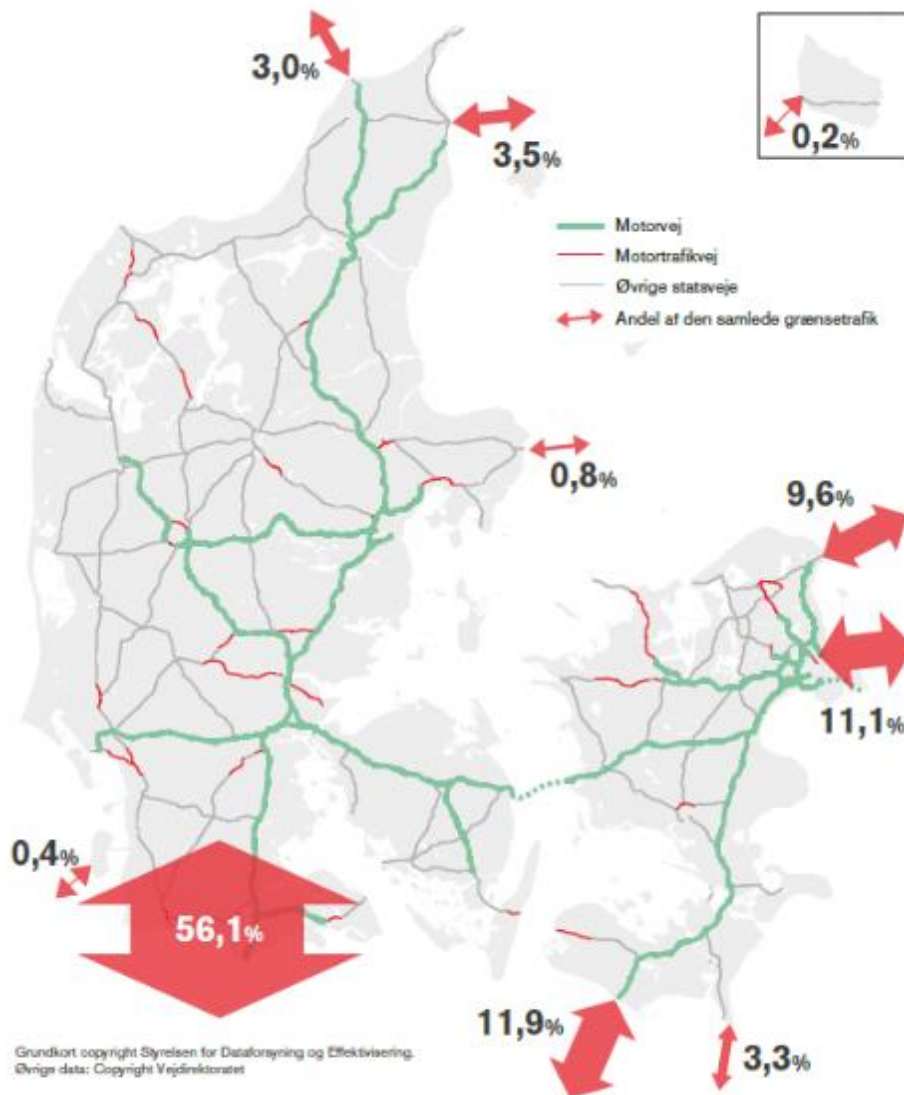 3,0%
3,5%
0,2%
Motorvej
Motortrafikvej
Øvrige statsveje
Andel af den samlede grænsetrafik
0,8%
9,6%
11,1%
0,4%
56,1%
11,9%
3,3%
Grundkort copyright Styrelsen for Dataforsyning og Effektivisering.
Øvrige data: Copyright Vejdirektoratet